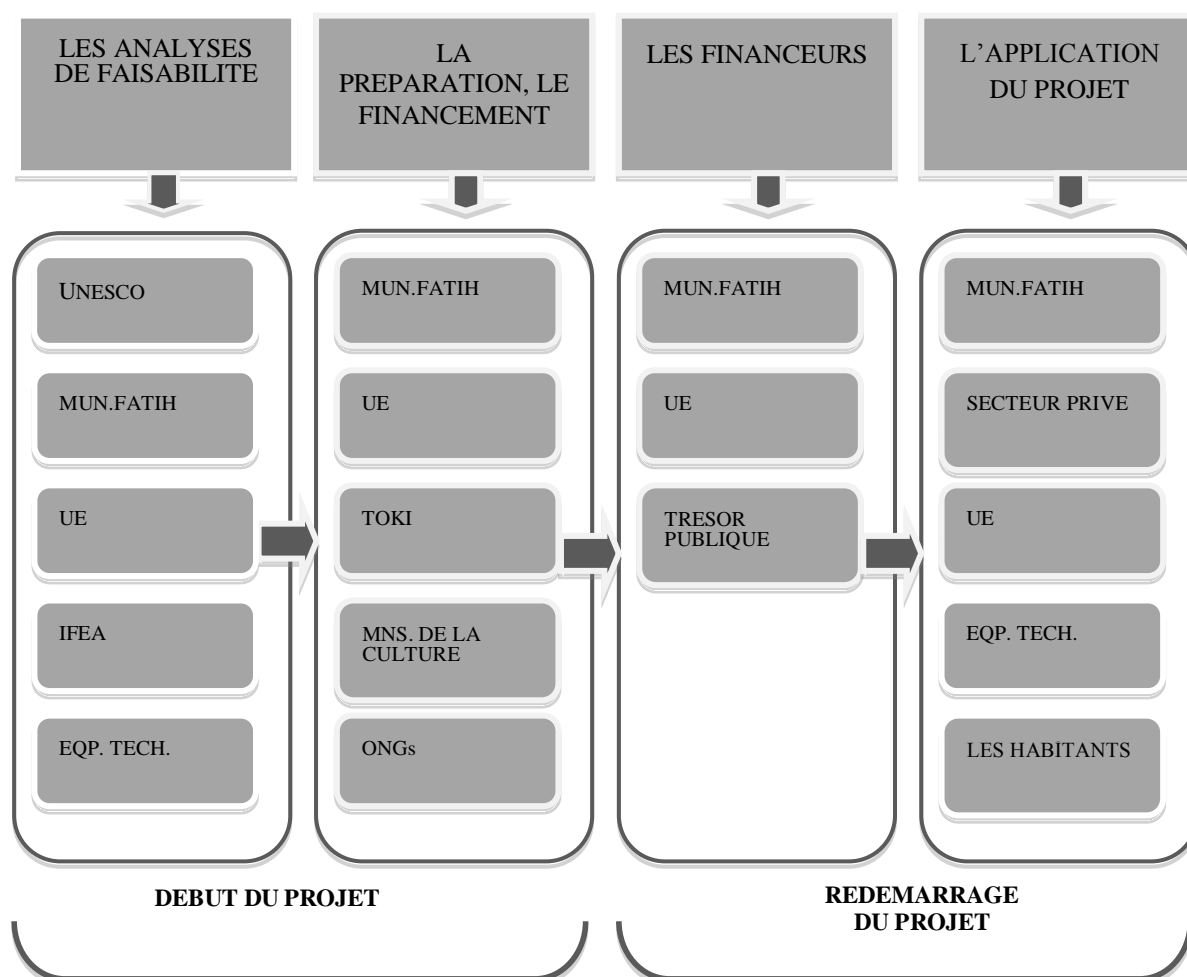 LES ANALYSES
DE FAISABILITE
LA
PREPARATION, LE
FINANCEMENT
LES FINANCEURS
L’APPLICATION
DU PROJET
UNESCO
MUN.FATIH
UE
IFEA
EQP. TECH.
MUN.FATIH
UE
TOKI
MNS. DE LA
CULTURE
ONGs
MUN.FATIH
UE
TRESOR
PUBLIQUE
MUN.FATIH
SECTEUR PRIVE
UE
EQP. TECH.
LES HABİTANTS
DEBUT DU PROJET
REDEMARRAGE
DU PROJET